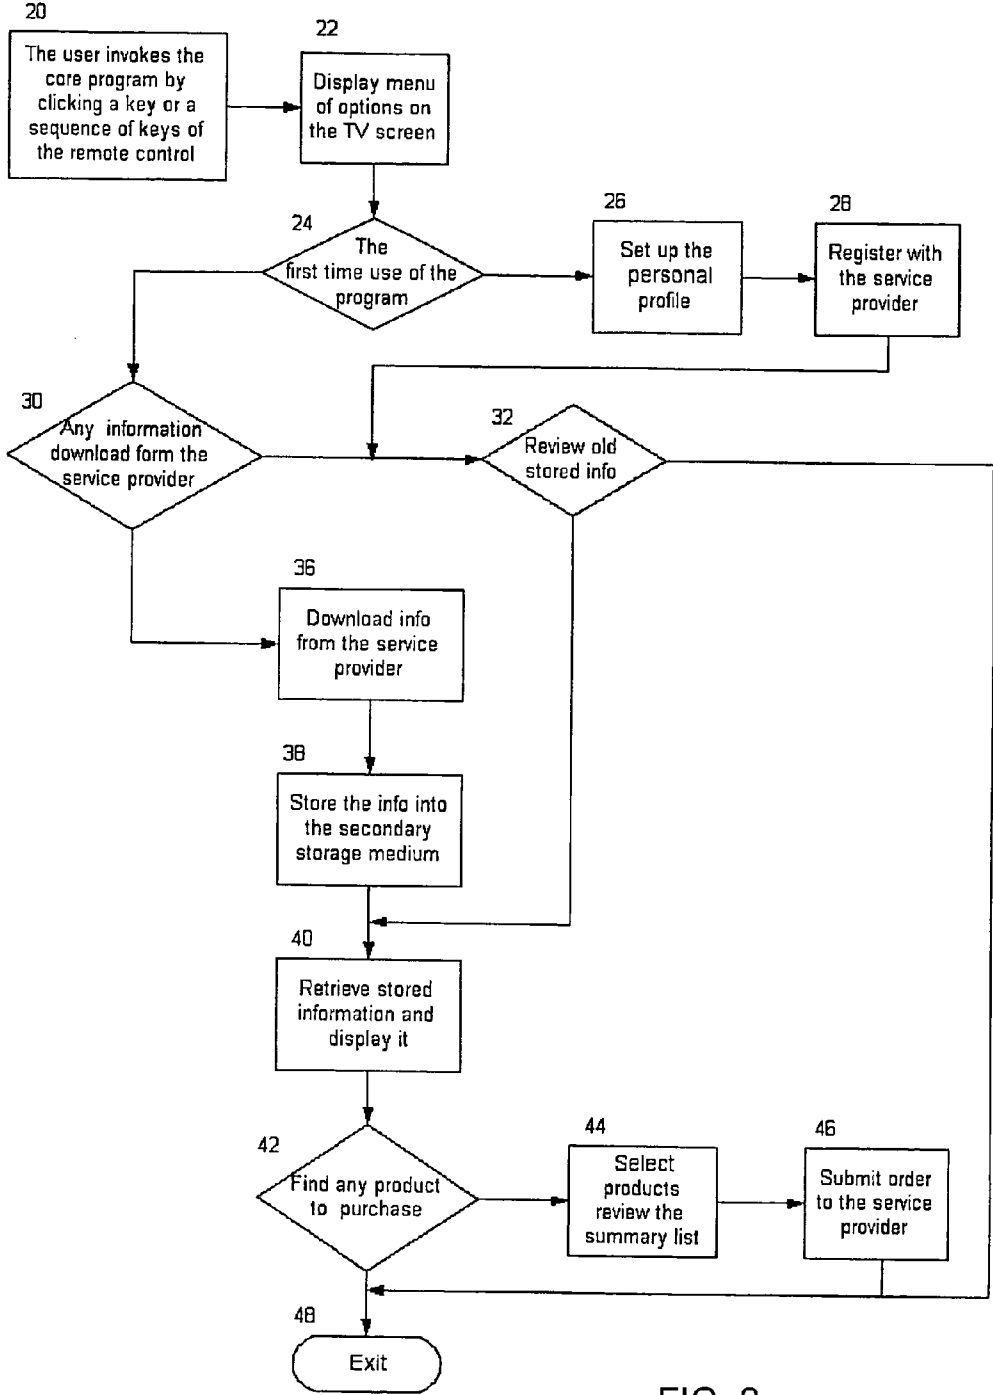 20
The user invokes the
core program by
clicking a key or a
sequence of keys of
the remote control
22
Display menu
of options on
the TV screen
24
The
first time use of the
program
26
Set up the
personal
profile
28
Register with
the service
provider
30
Any information
download form the
service provider
32
Review old
stored info
36
Download info
from the service
provider
38
Store the info into
the secondary
storage medium
40
Retrieve stored
information and
display it
42
Find any product
to purchase
44
Select
products
review the
summary list
46
Submit order
to the service
provider
48
Exit